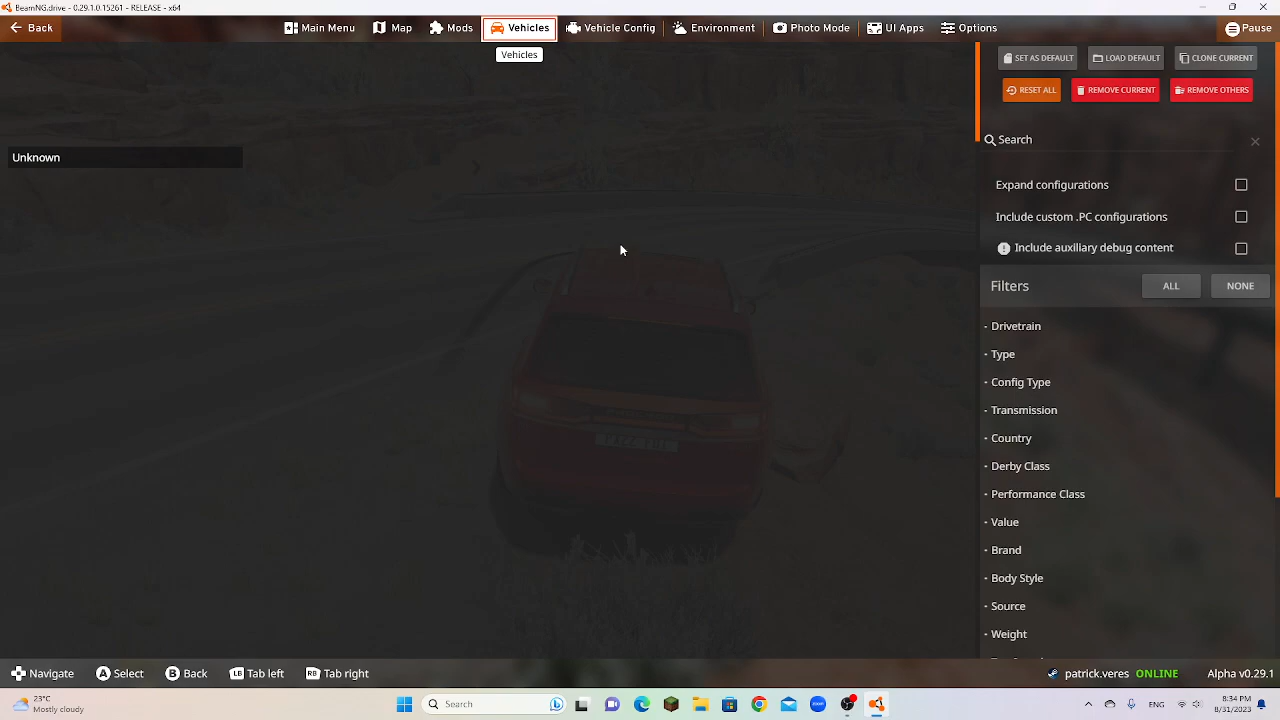 BeamNG.drive - 0.29.1.0.15261 - RELEASE - x64
Back
Main Menu
Map
Mods
Vehicles
Vehicle Config
Environment
Photo Mode
UI Apps
Options
Pause
Vehicles
SET AS DEFAULT
LOAD DEFAULT
CLONE CURRENT
RESET ALL
REMOVE CURRENT
REMOVE OTHERS
Search
Unknown
Expand configurations
Include custom .PC configurations
Include auxiliary debug content
Filters
ALL
NONE
- Drivetrain
- Type
- Config Type
- Transmission
- Country
- Derby Class
- Performance Class
- Value
- Brand
- Body Style
- Source
- Weight
Navigate
A Select
B Back
LB Tab left
RB Tab right
patrick.veres ONLINE
Alpha v0.29.1
23°C
Mostly cloudy
Search
zoom
ENG
8:34 PM
8/31/2023